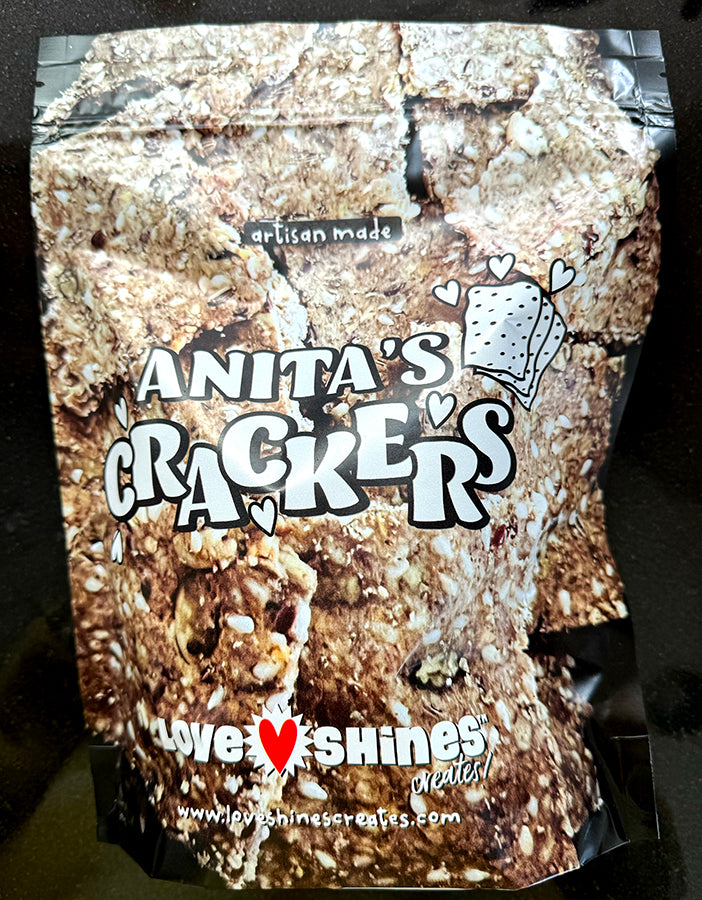 artisan made
ANITA'S
CRACKERS
LOVE SHINES™
creates!
www.loveshinescreates.com